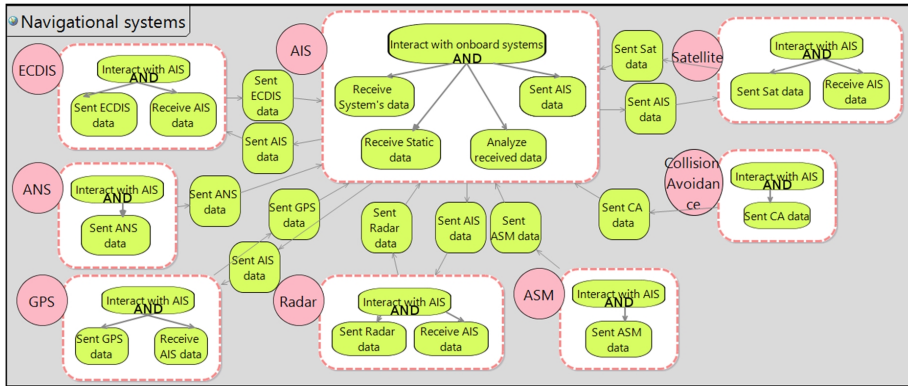 Navigational systems
ECDIS
Interact with AIS
AND
Sent ECDIS
data
Receive AIS
data
Sent
ECDIS
data
Sent AIS
data
AIS
Interact with onboard systems
AND
Receive
System's data
Sent AIS
data
Receive Static
data
Analyze
received data
Sent Sat
data
Sent AIS
data
Satellite
Interact with AIS
AND
Sent Sat data
Receive AIS
data
ANS
Interact with AIS
AND
Sent ANS
data
Sent ANS
data
Sent GPS
data
Sent AIS
data
Sent
Radar
data
Sent AIS
data
Sent
ASM data
Sent CA
data
Collision
Avoidan
ce
Interact with AIS
AND
Sent CA data
GPS
Interact with AIS
AND
Sent GPS
data
Receive
AIS data
Radar
Interact with AIS
AND
Sent Radar
data
Receive AIS
data
ASM
Interact with AIS
AND
Sent ASM
data